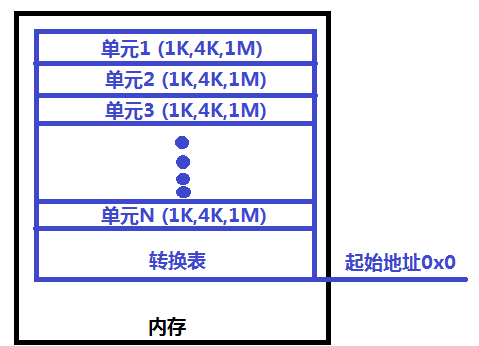 单元1 (1K,4K,1M)
单元2 (1K,4K,1M)
单元3 (1K,4K,1M)
单元N (1K,4K,1M)
转换表
起始地址0x0
内存